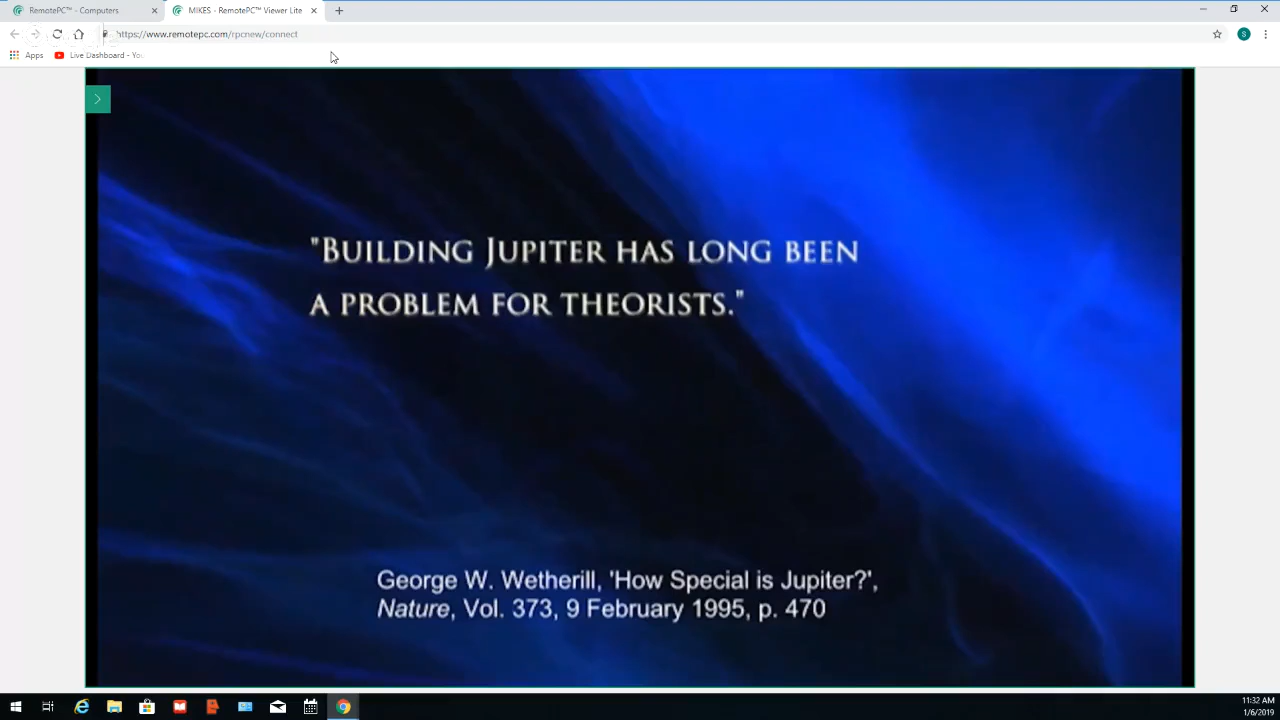 RemotePC™ - Computers
MIKES - RemotePC™ Viewer Lite
https://www.remotepc.com/rpcnew/connect
S
Apps
Live Dashboard - You
"Building Jupiter has long been
a problem for theorists."
George W. Wetherill, 'How Special is Jupiter?',
Nature, Vol. 373, 9 February 1995, p. 470
11:32 AM
1/6/2019